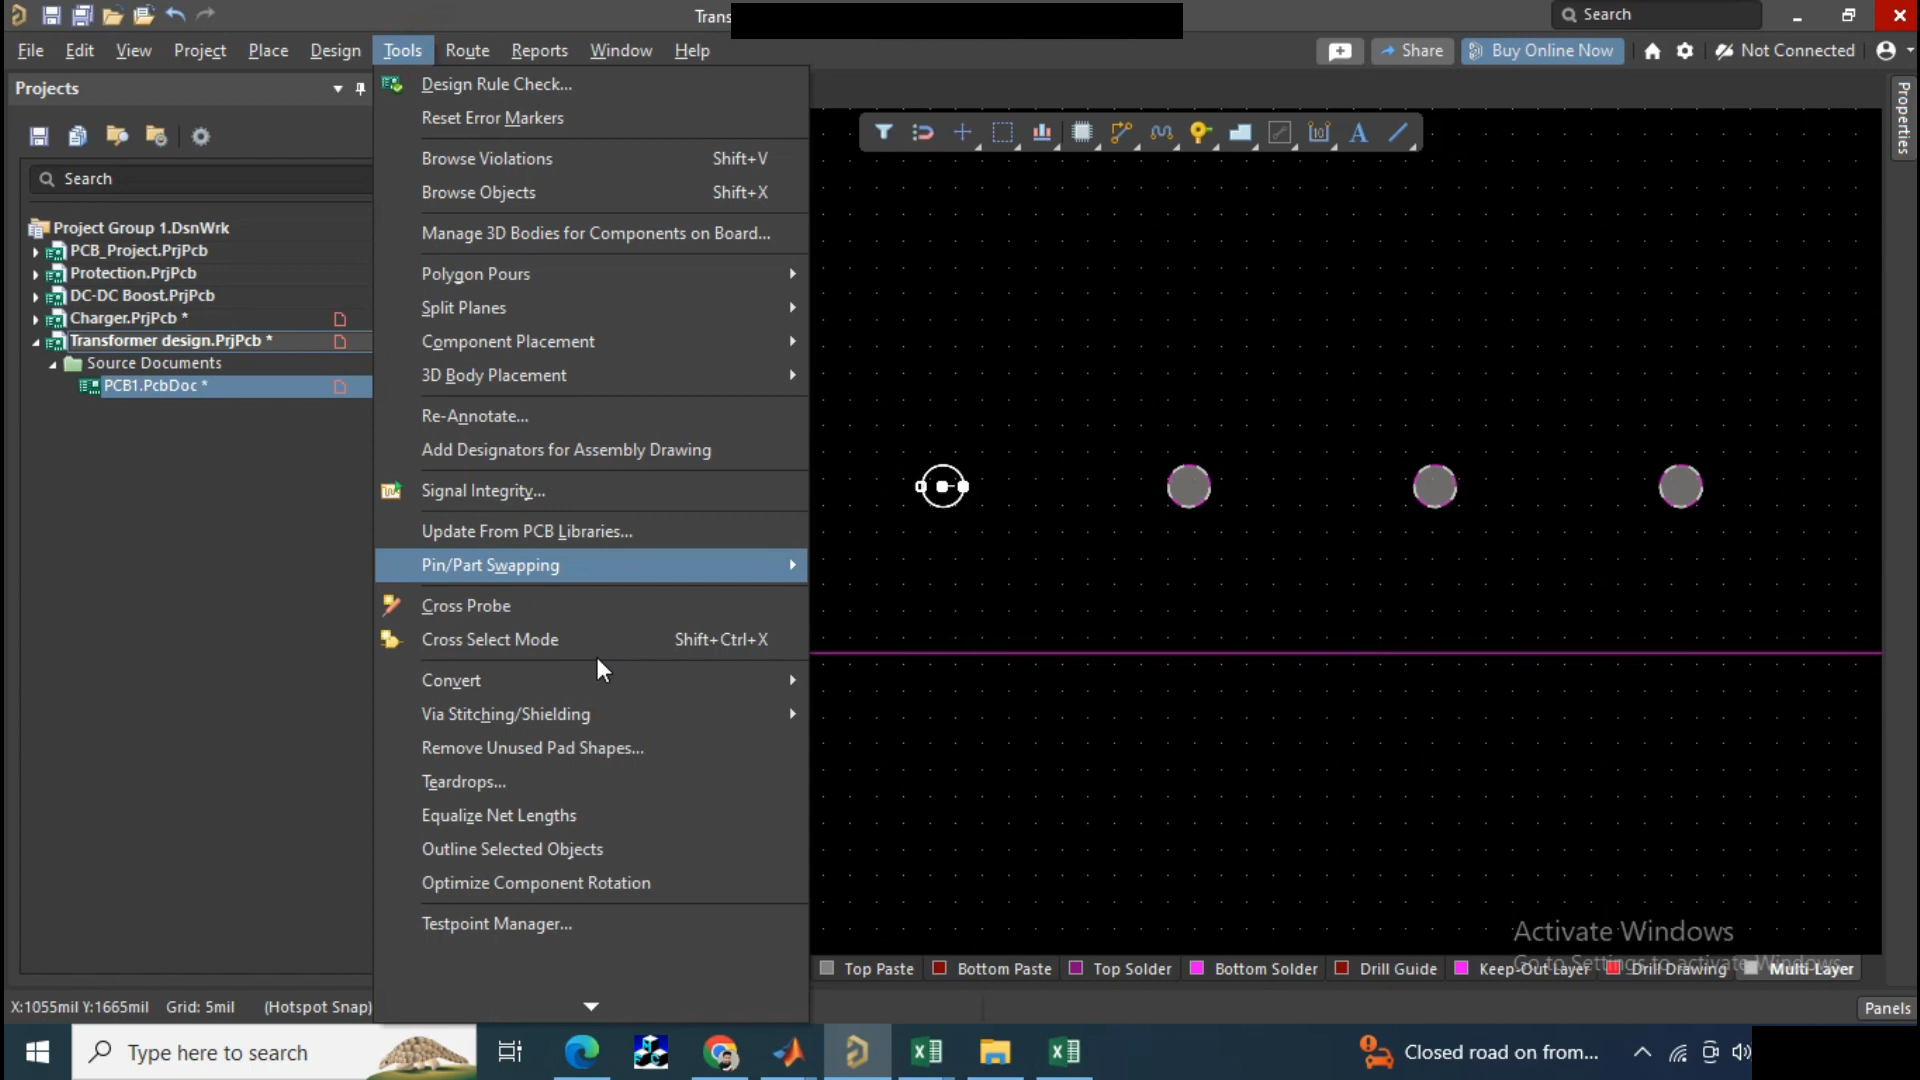 Trans
Search
File Edit View Project Place Design Tools Route Reports Window Help
Share
Buy Online Now
Not Connected
Projects
Search
Project Group 1.DsnWrk
PCB_Project.PrjPcb
Protection.PrjPcb
DC-DC Boost.PrjPcb
Charger.PrjPcb *
Transformer design.PrjPcb *
Source Documents
PCB1.PcbDoc *
Design Rule Check...
Reset Error Markers
Browse Violations Shift+V
Browse Objects Shift+X
Manage 3D Bodies for Components on Board...
Polygon Pours
Split Planes
Component Placement
3D Body Placement
Re-Annotate...
Add Designators for Assembly Drawing
Signal Integrity...
Update From PCB Libraries...
Pin/Part Swapping
Cross Probe
Cross Select Mode Shift+Ctrl+X
Convert
Via Stitching/Shielding
Remove Unused Pad Shapes...
Teardrops...
Equalize Net Lengths
Outline Selected Objects
Optimize Component Rotation
Testpoint Manager...
10
A
Properties
Activate Windows
Go to Settings to activate Windows.
Top Paste Bottom Paste Top Solder Bottom Solder Drill Guide Keep-Out Layer Drill Drawing Multi-Layer
X:1055mil Y:1665mil Grid: 5mil (Hotspot Snap)
Panels
Type here to search
Closed road on from...